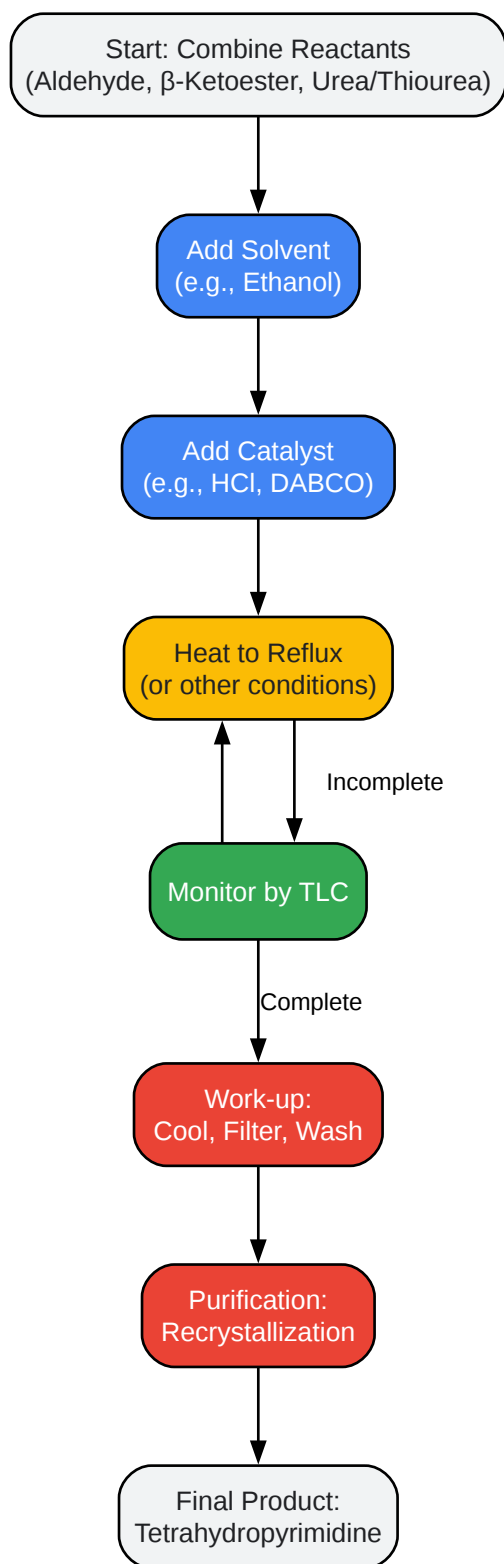 Start: Combine Reactants
(Aldehyde, β-Ketoester, Urea/Thiourea)
Add Solvent
(e.g., Ethanol)
Add Catalyst
(e.g., HCl, DABCO)
Heat to Reflux
(or other conditions)
Incomplete
Monitor by TLC
Complete
Work-up:
Cool, Filter, Wash
Purification:
Recrystallization
Final Product:
Tetrahydropyrimidine